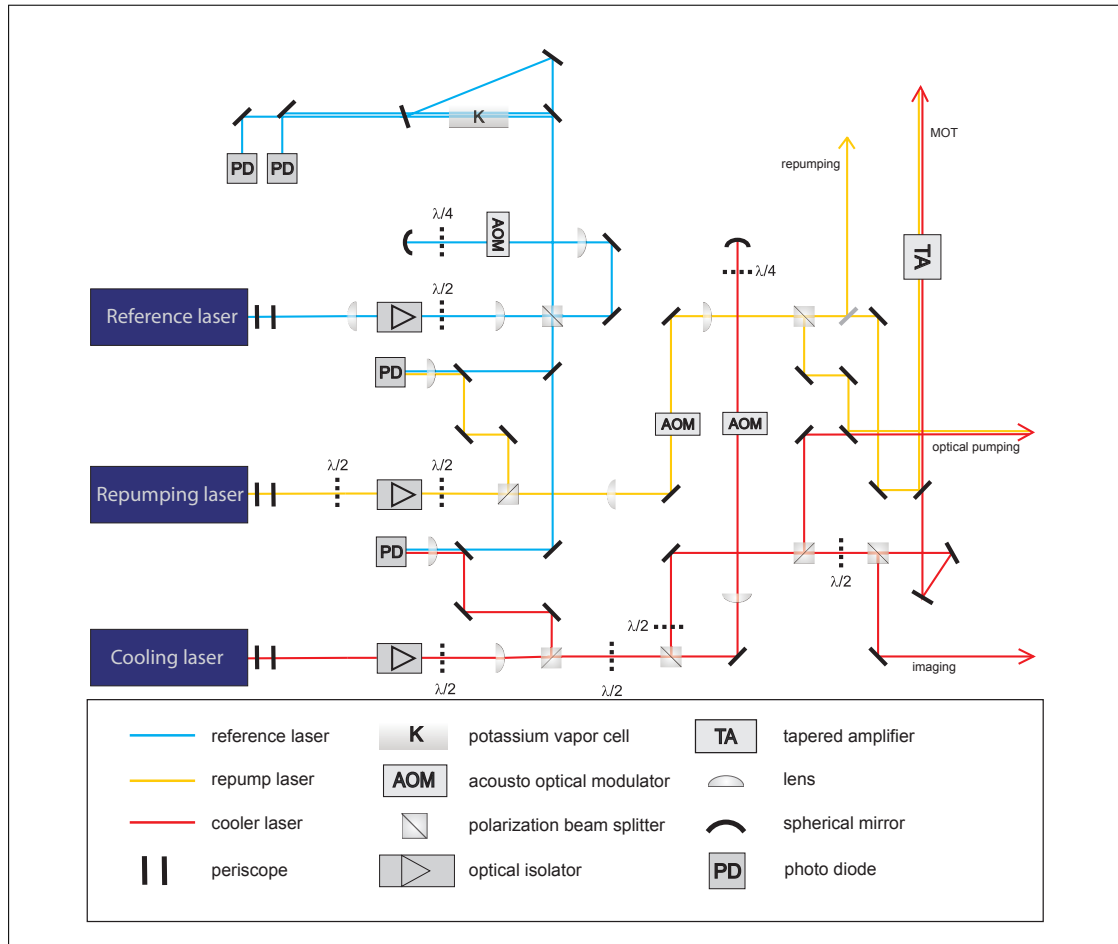 K
PD PD
MOT
repumping
λ/4
AOM
TA
λ/4
λ/2
Reference laser
PD
AOM AOM
optical pumping
λ/2 λ/2
Repumping laser
PD
λ/2
λ/2
Cooling laser
imaging
λ/2 λ/2
reference laser K potassium vapor cell TA tapered amplifier
repump laser AOM acousto optical modulator lens
cooler laser polarization beam splitter spherical mirror
periscope optical isolator PD photo diode